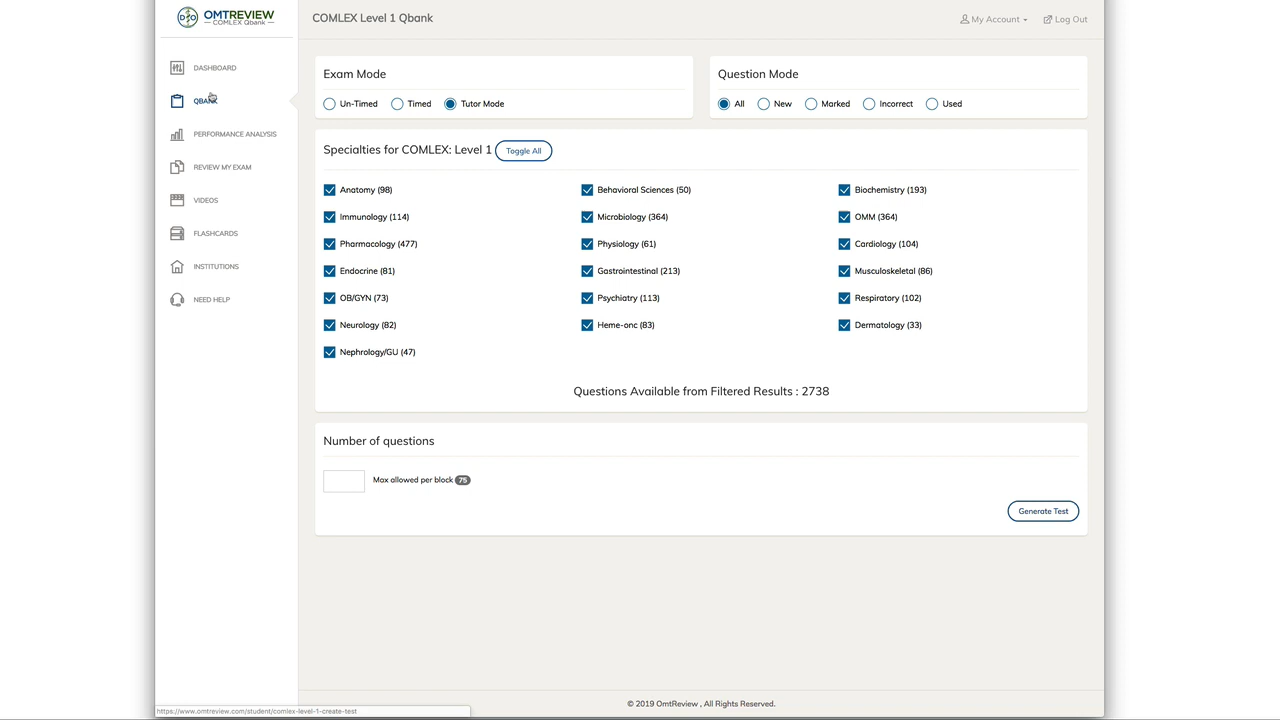 OMTREVIEW
COMLEX Qbank
COMLEX Level 1 Qbank
My Account
Log Out
DASHBOARD
QBANK
PERFORMANCE ANALYSIS
REVIEW MY EXAM
VIDEOS
FLASHCARDS
INSTITUTIONS
NEED HELP
Exam Mode
Un-Timed Timed Tutor Mode
Question Mode
All New Marked Incorrect Used
Specialties for COMLEX: Level 1 Toggle All
Anatomy (98) Behavioral Sciences (50) Biochemistry (193)
Immunology (114) Microbiology (364) OMM (364)
Pharmacology (477) Physiology (61) Cardiology (104)
Endocrine (81) Gastrointestinal (213) Musculoskeletal (86)
OB/GYN (73) Psychiatry (113) Respiratory (102)
Neurology (82) Heme-onc (83) Dermatology (33)
Nephrology/GU (47)
Questions Available from Filtered Results : 2738
Number of questions
Max allowed per block 75
Generate Test
© 2019 OmtReview , All Rights Reserved.
https://www.omtreview.com/student/comlex-level-1-create-test